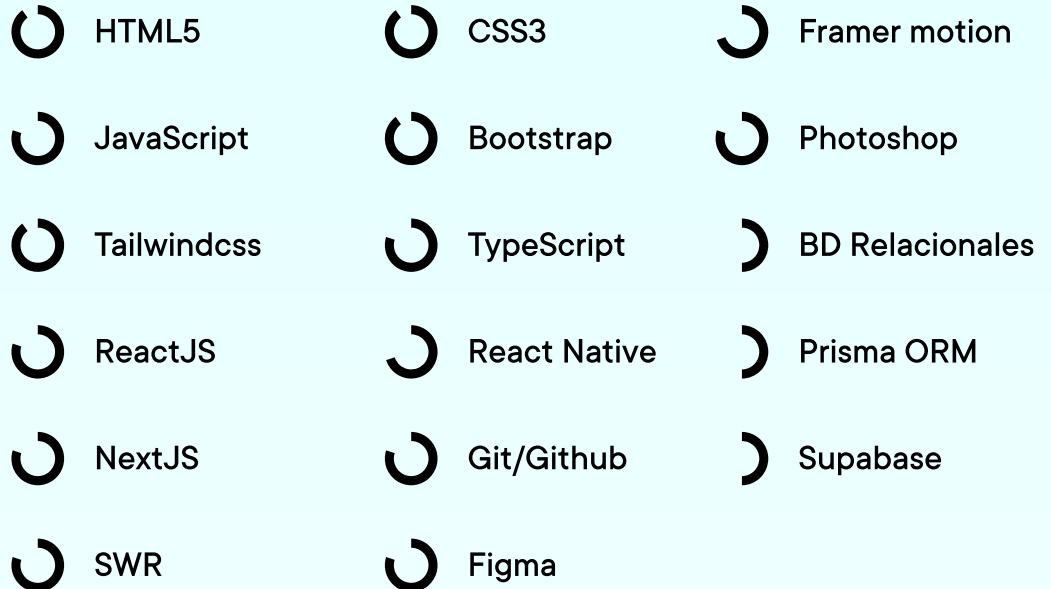 HTML5
CSS3
Framer motion
JavaScript
Bootstrap
Photoshop
Tailwindcss
TypeScript
BD Relacionales
ReactJS
React Native
Prisma ORM
NextJS
Git/Github
Supabase
SWR
Figma